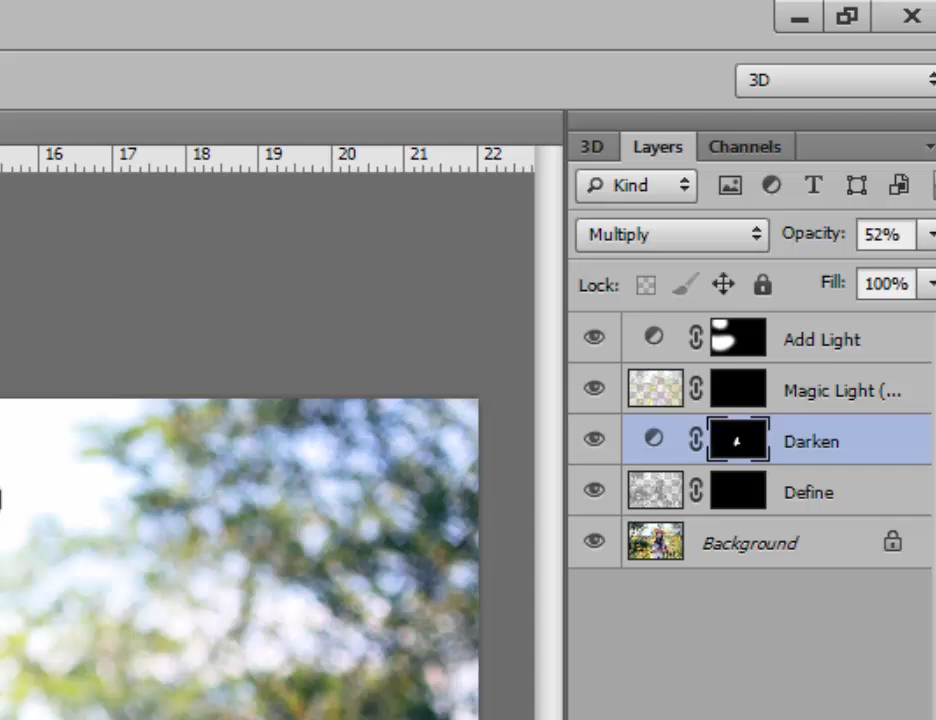 3D
16 17 18 19 20 21 22
3D Layers Channels
Kind T
Multiply Opacity: 52%
Lock: Fill: 100%
Add Light
Magic Light (...
Darken
Define
Background